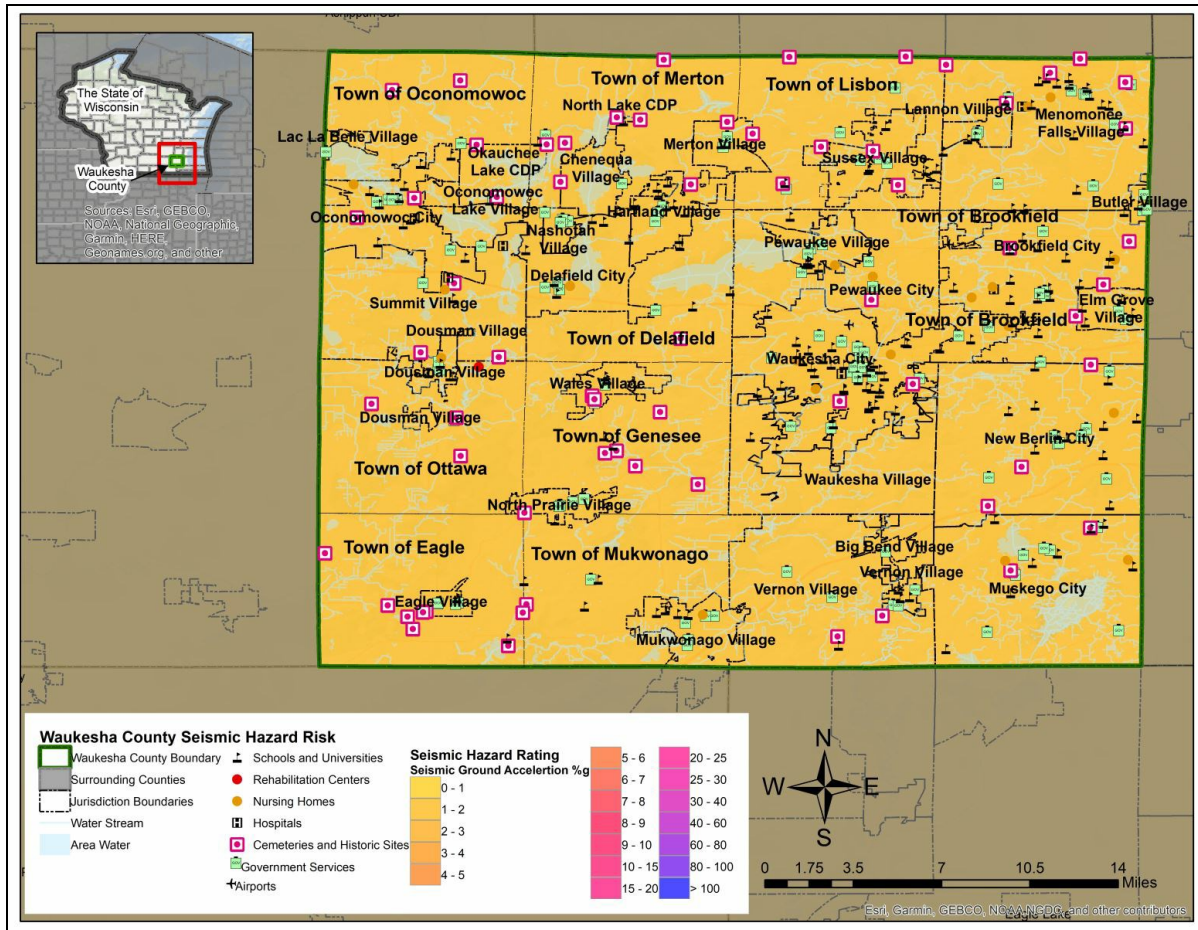 Ashippun CDP
The State of
Wisconsin
Waukesha
County
Sources: Esri, GEBCO,
NOAA, National Geographic,
Garmin, HERE,
Geonames.org, and other
Town of Oconomowoc
Town of Merton
Town of Lisbon
North Lake CDP
Lannon Village
Menomonee
Falls Village
Lac La Belle Village
Okauchee
Lake CDP
Chenequa
Village
Merton Village
Sussex Village
Oconomowoc
Lake Village
Oconomowoc City
Hartland Village
Butler Village
Town of Brookfield
Nashotah
Village
Pewaukee Village
Brookfield City
Delafield City
Summit Village
Pewaukee City
Elm Grove
Village
Dousman Village
Town of Delafield
Town of Brookfield
Dousman Village
Waukesha City
Wales Village
Dousman Village
Town of Genesee
New Berlin City
Town of Ottawa
Waukesha Village
North Prairie Village
Town of Eagle
Town of Mukwonago
Big Bend Village
Vernon Village
Vernon Village
Muskego City
Eagle Village
Mukwonago Village
Waukesha County Seismic Hazard Risk
Waukesha County Boundary
Surrounding Counties
Jurisdiction Boundaries
Water Stream
Area Water
Schools and Universities
Rehabilitation Centers
Nursing Homes
H Hospitals
Cemeteries and Historic Sites
Government Services
Airports
Seismic Hazard Rating
Seismic Ground Accelertion %g
0 - 1
1 - 2
2 - 3
3 - 4
4 - 5
5 - 6
6 - 7
7 - 8
8 - 9
9 - 10
10 - 15
15 - 20
20 - 25
25 - 30
30 - 40
40 - 60
60 - 80
80 - 100
> 100
N
W E
S
0 1.75 3.5 7 10.5 14
Miles
Esri, Garmin, GEBCO, NOAA NGDC, and other contributors
Eagle Lake